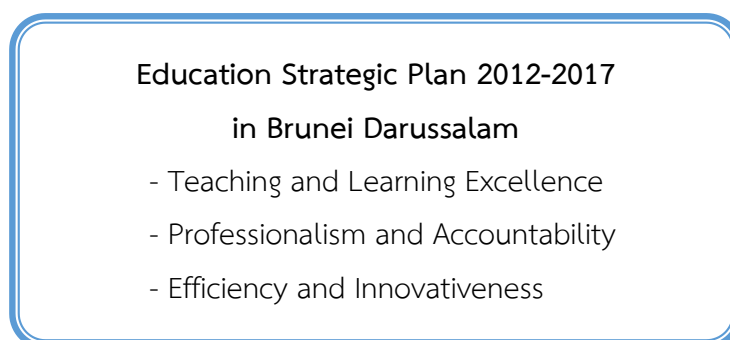 Education Strategic Plan 2012-2017
in Brunei Darussalam
- Teaching and Learning Excellence
- Professionalism and Accountability
- Efficiency and Innovativeness